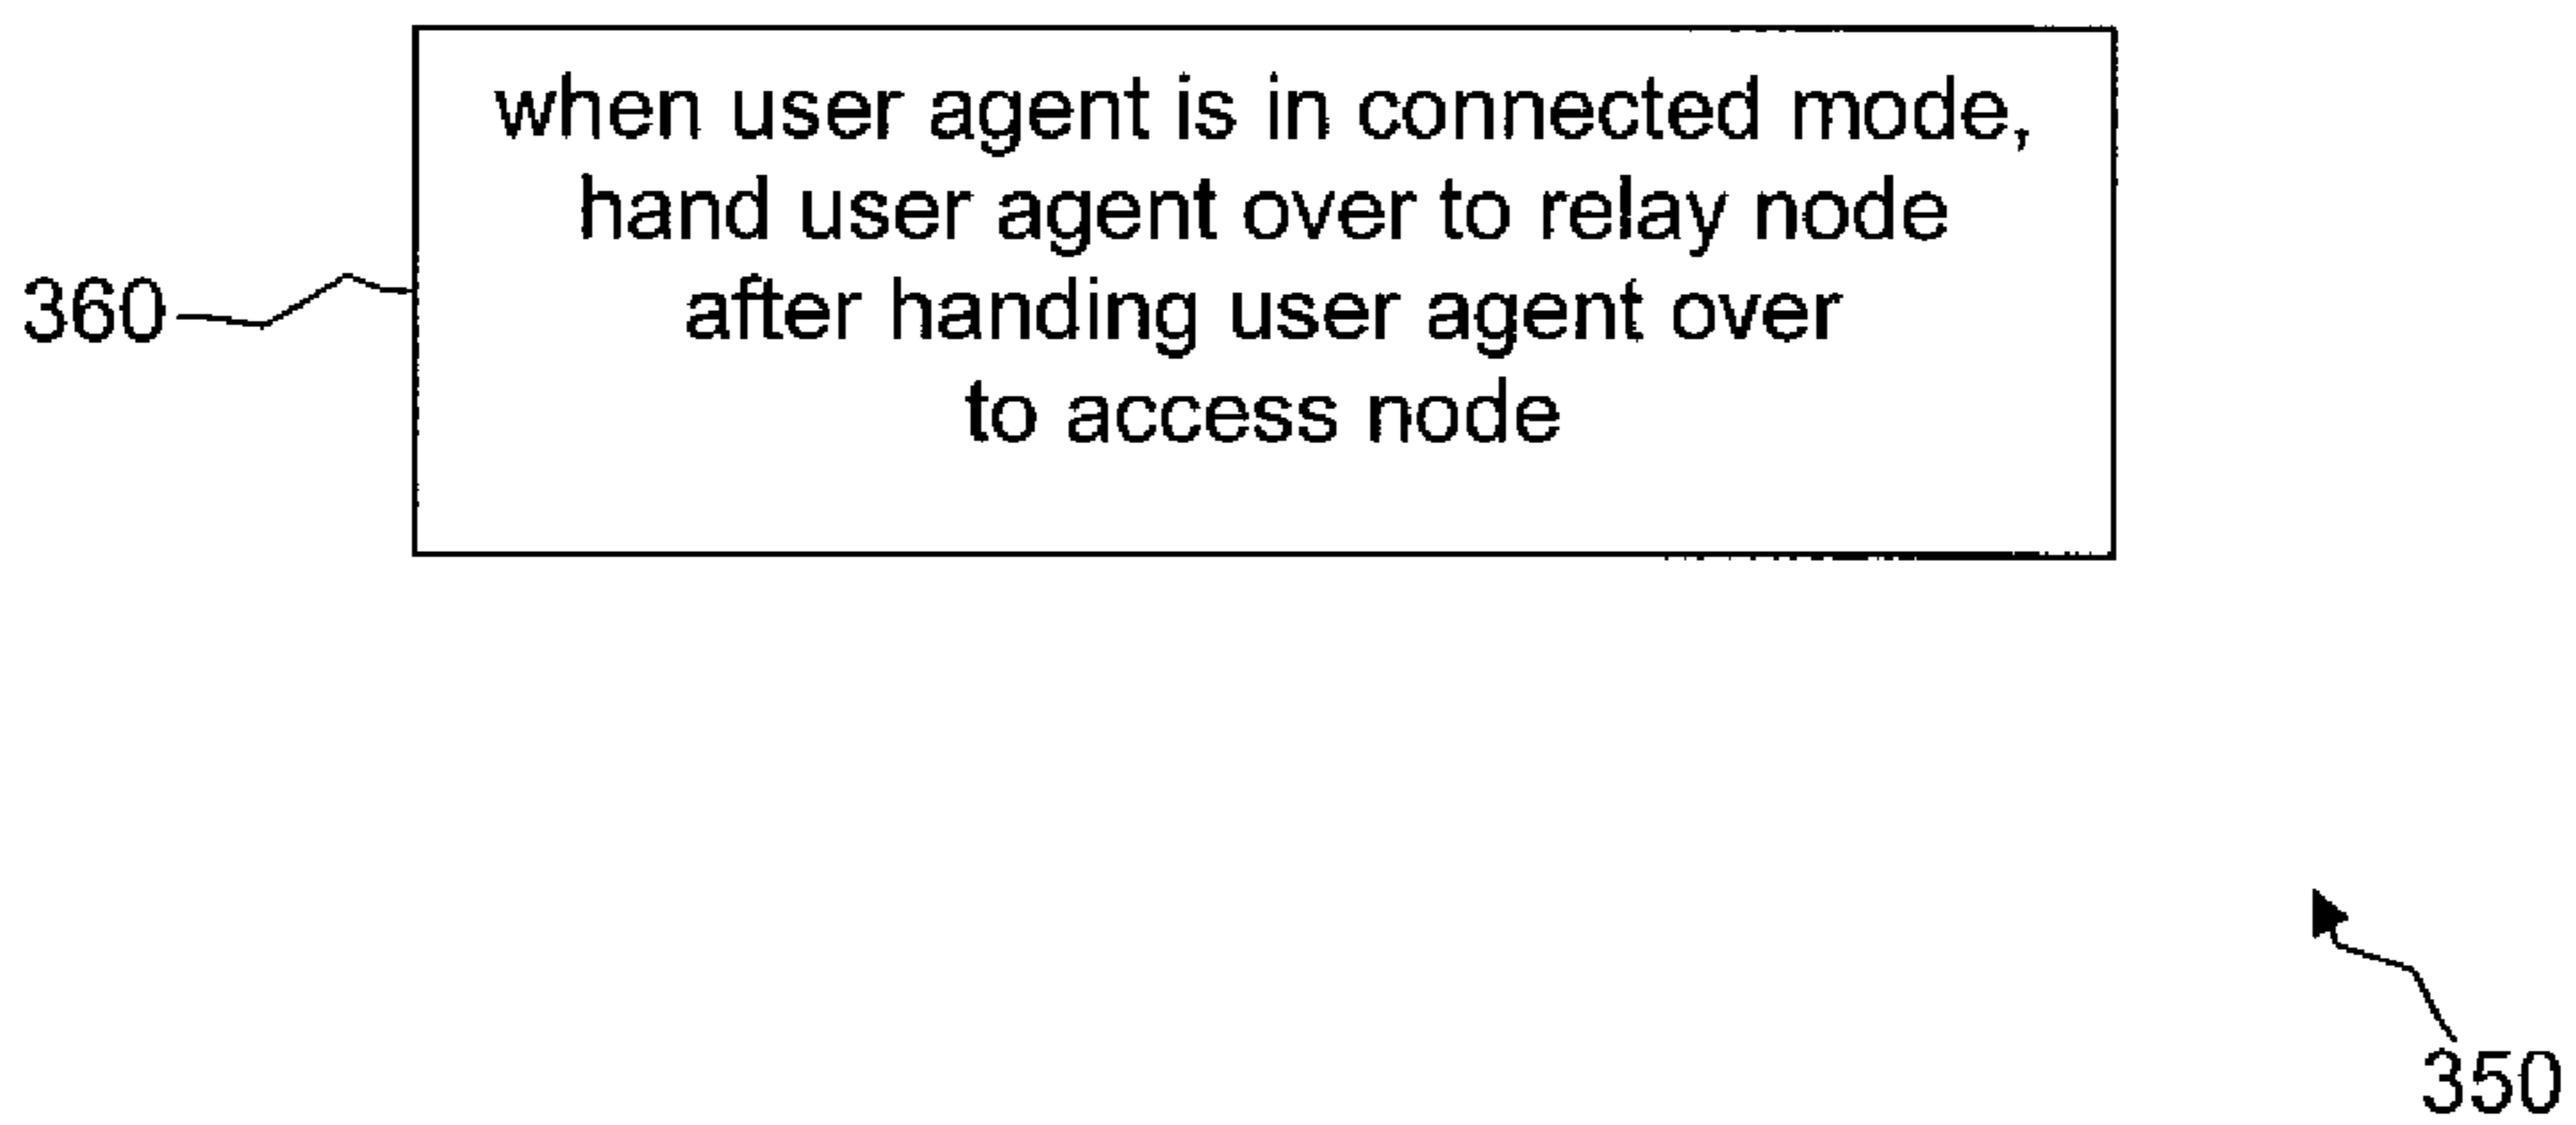 when user agent is in connected mode,
hand user agent over to relay node
after handing user agent over
to access node
360
350